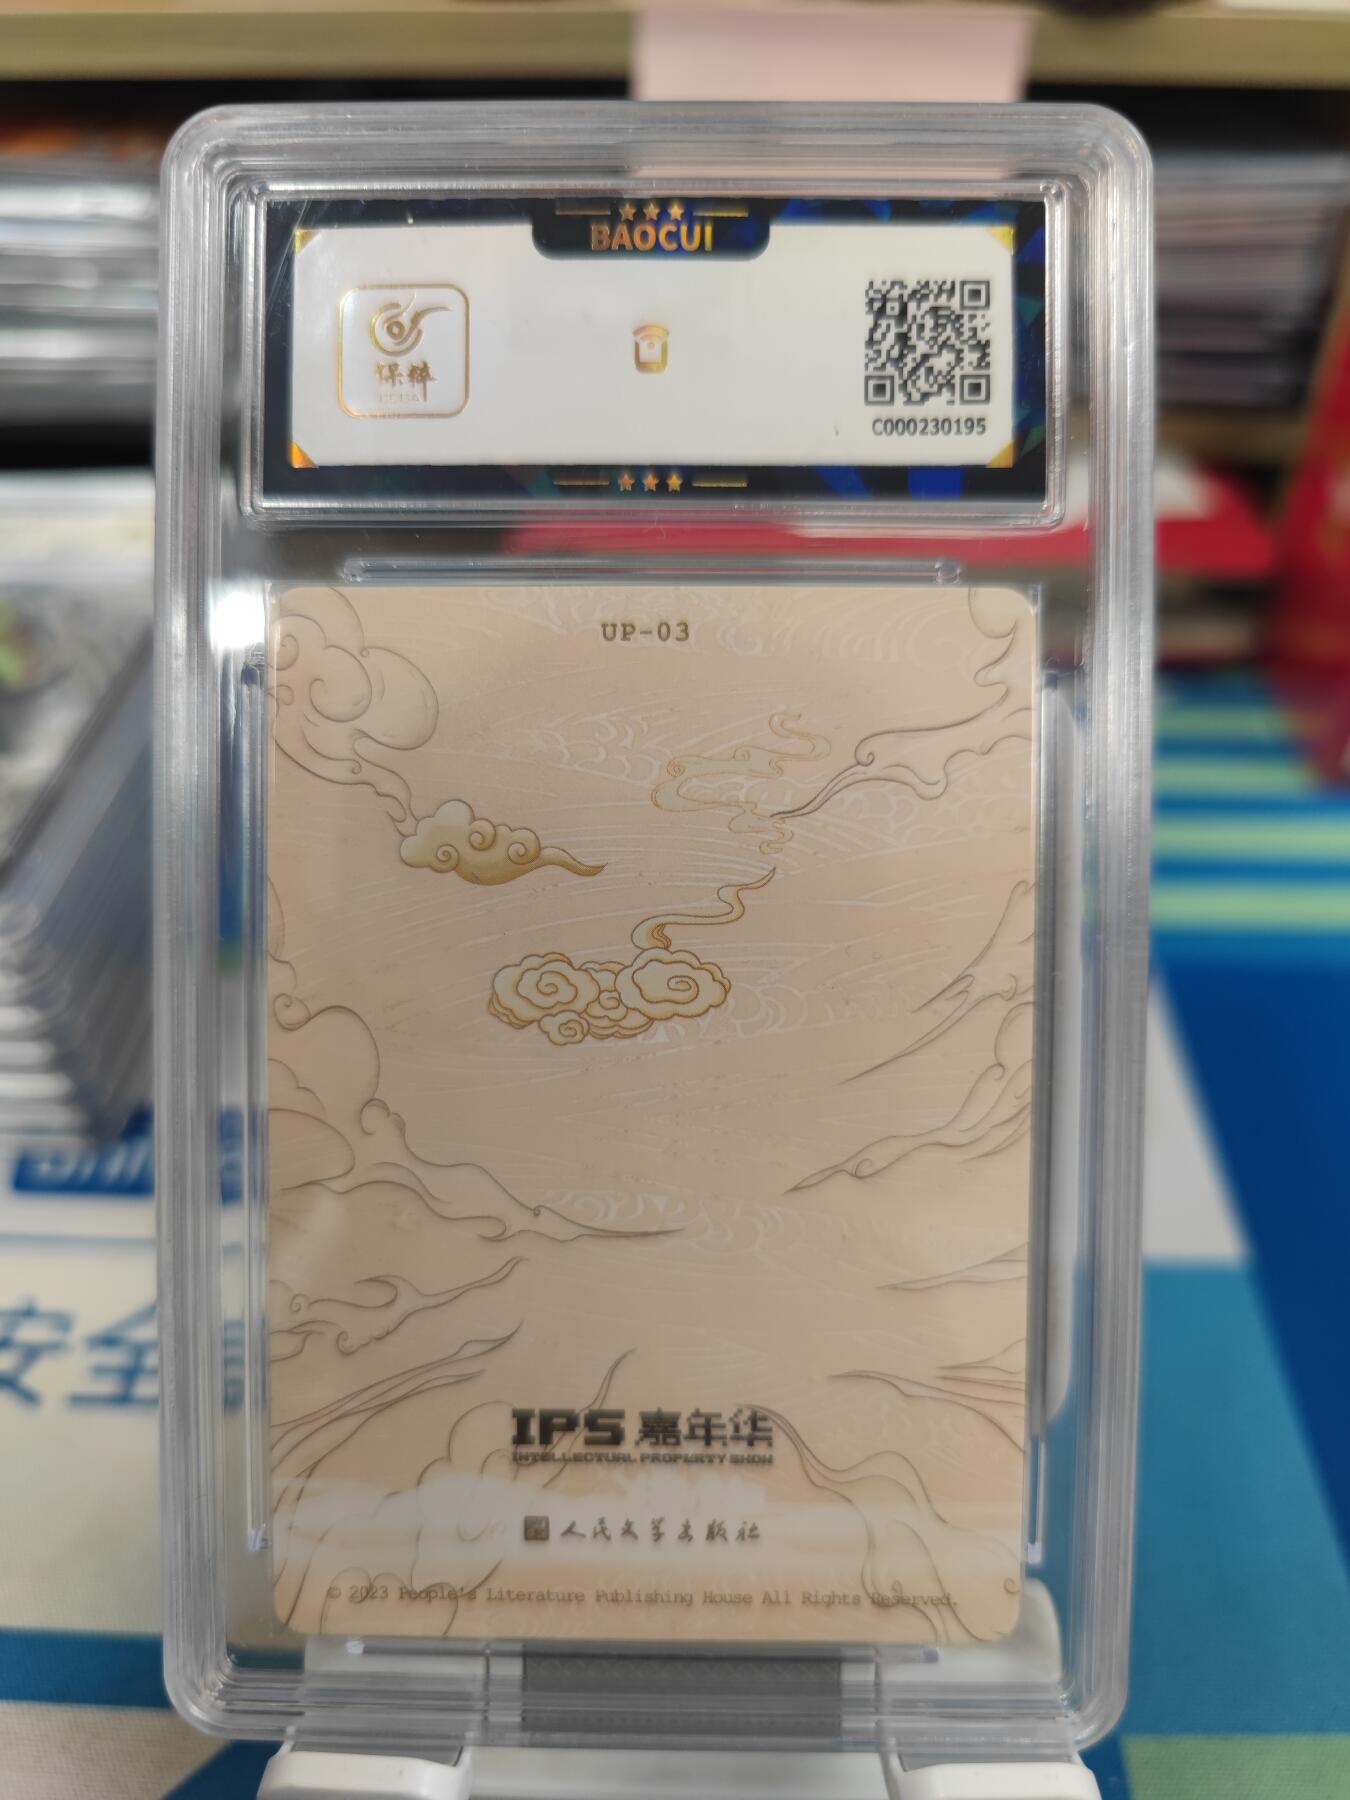 BAOCUI
保粹
C000230195
UP-03
IPS 嘉年华
INTELLECTUAL PROPERTY SHOW
人民文学出版社
© 2023 People's Literature Publishing House All Rights Reserved.
安全